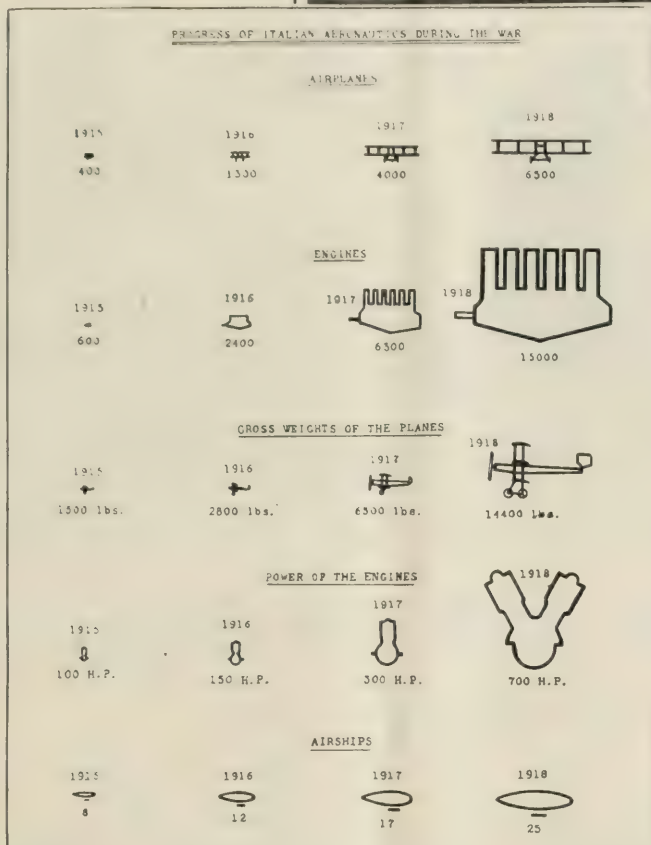 PROGRESS OF ITALIAN AERONAUTICS DURING THE WAR
AIRPLANES
1915 1916 1917 1918
400 1300 4000 6500
ENGINES
1915 1916 1917 1918
600 2400 6300 15000
GROSS WEIGHTS OF THE PLANES
1915 1916 1917 1918
1500 lbs. 2800 lbs. 6500 lbs. 14400 lbs.
POWER OF THE ENGINES
1915 1916 1917 1918
100 H.P. 150 H.P. 300 H.P. 700 H.P.
AIRSHIPS
1915 1916 1917 1918
8 12 17 25